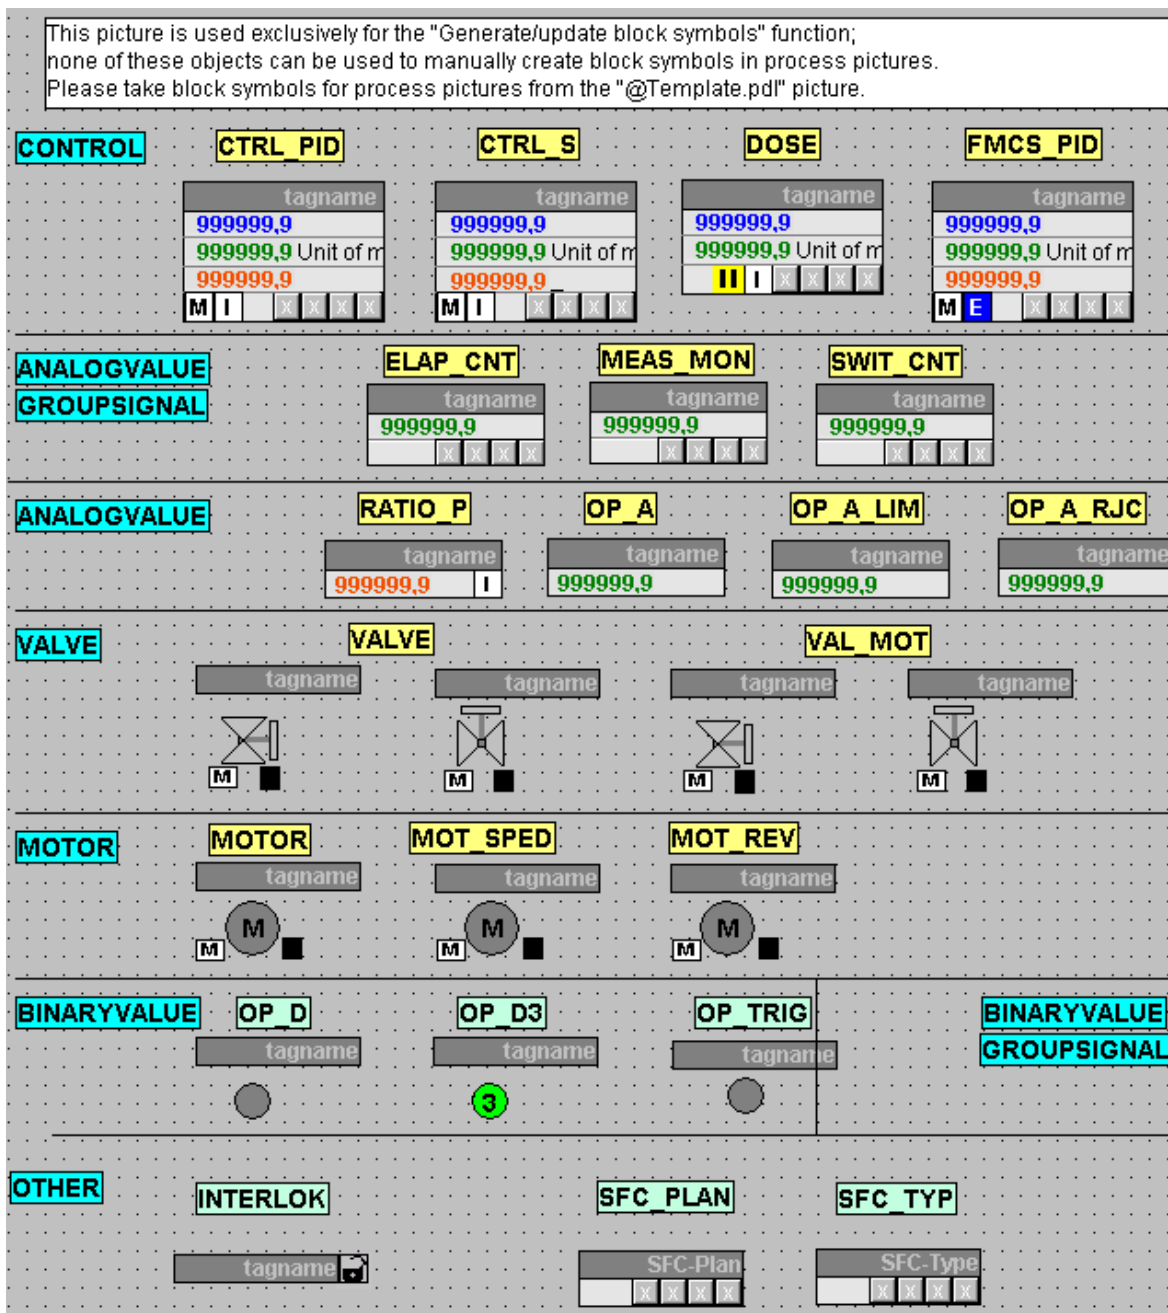 This picture is used exclusively for the "Generate/update block symbols" function;
none of these objects can be used to manually create block symbols in process pictures.
Please take block symbols for process pictures from the "@Template.pdl" picture.
CONTROL CTRL_PID CTRL_S DOSE FMCS_PID
tagname tagname tagname tagname
999999,9 999999,9 999999,9 999999,9
999999,9 Unit of m 999999,9 Unit of m 999999,9 Unit of m 999999,9 Unit of m
999999,9 999999,9 _ II I X X X X 999999,9
M I X X X X M I X X X X M E X X X X
ANALOGVALUE ELAP_CNT MEAS_MON SWIT_CNT
GROUPSIGNAL tagname tagname tagname
999999,9 999999,9 999999,9
X X X X X X X X X X X X
ANALOGVALUE RATIO_P OP_A OP_A_LIM OP_A_RJC
tagname tagname tagname tagname
999999,9 I 999999,9 999999,9 999999,9
VALVE VALVE VAL_MOT
tagname tagname tagname tagname
M M M M
MOTOR MOTOR MOT_SPED MOT_REV
tagname tagname tagname
M M M
M M M
BINARYVALUE OP_D OP_D3 OP_TRIG BINARYVALUE
tagname tagname tagname GROUPSIGNAL
3
OTHER INTERLOK SFC_PLAN SFC_TYP
tagname SFC-Plan SFC-Type
X X X X X X X X